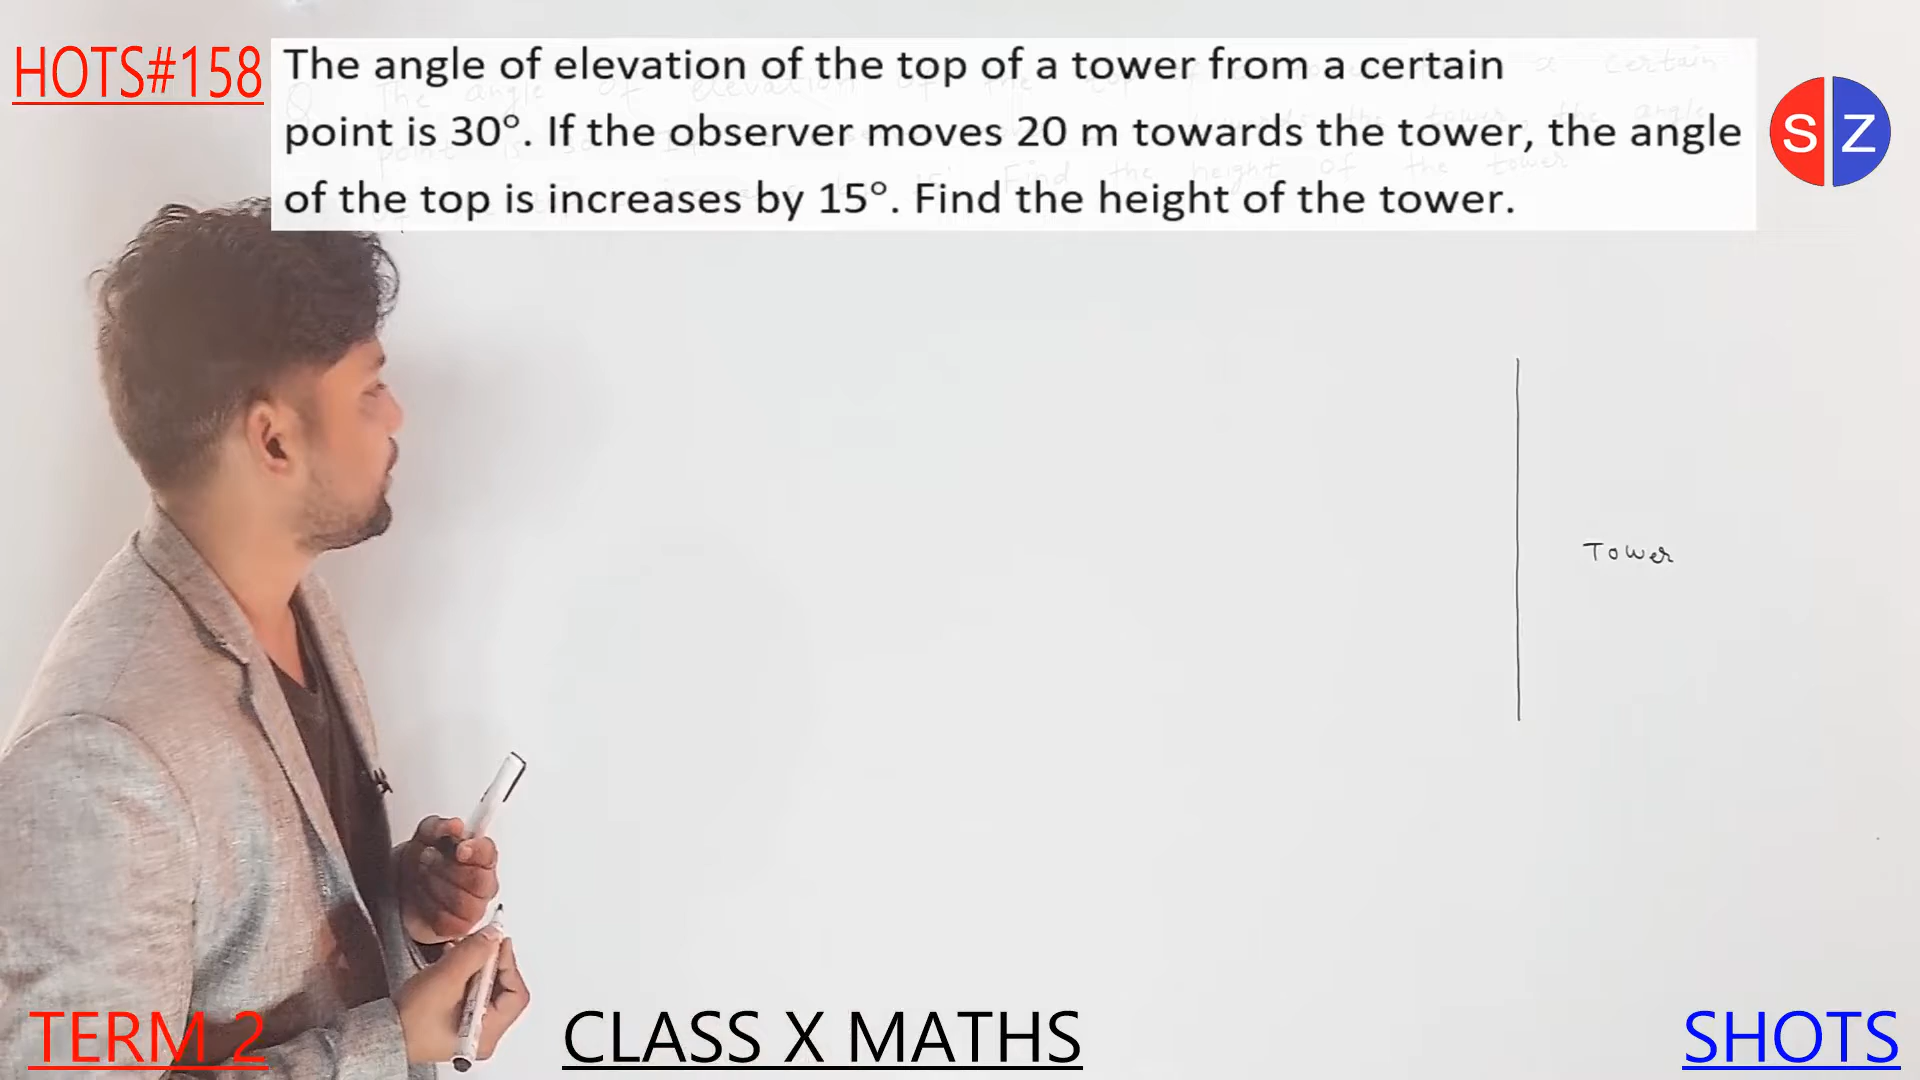 HOTS#158
The angle of elevation of the top of a tower from a certain
point is 30°. If the observer moves 20 m towards the tower, the angle
of the top is increases by 15°. Find the height of the tower.
S Z
Tower
TERM 2
CLASS X MATHS
SHOTS